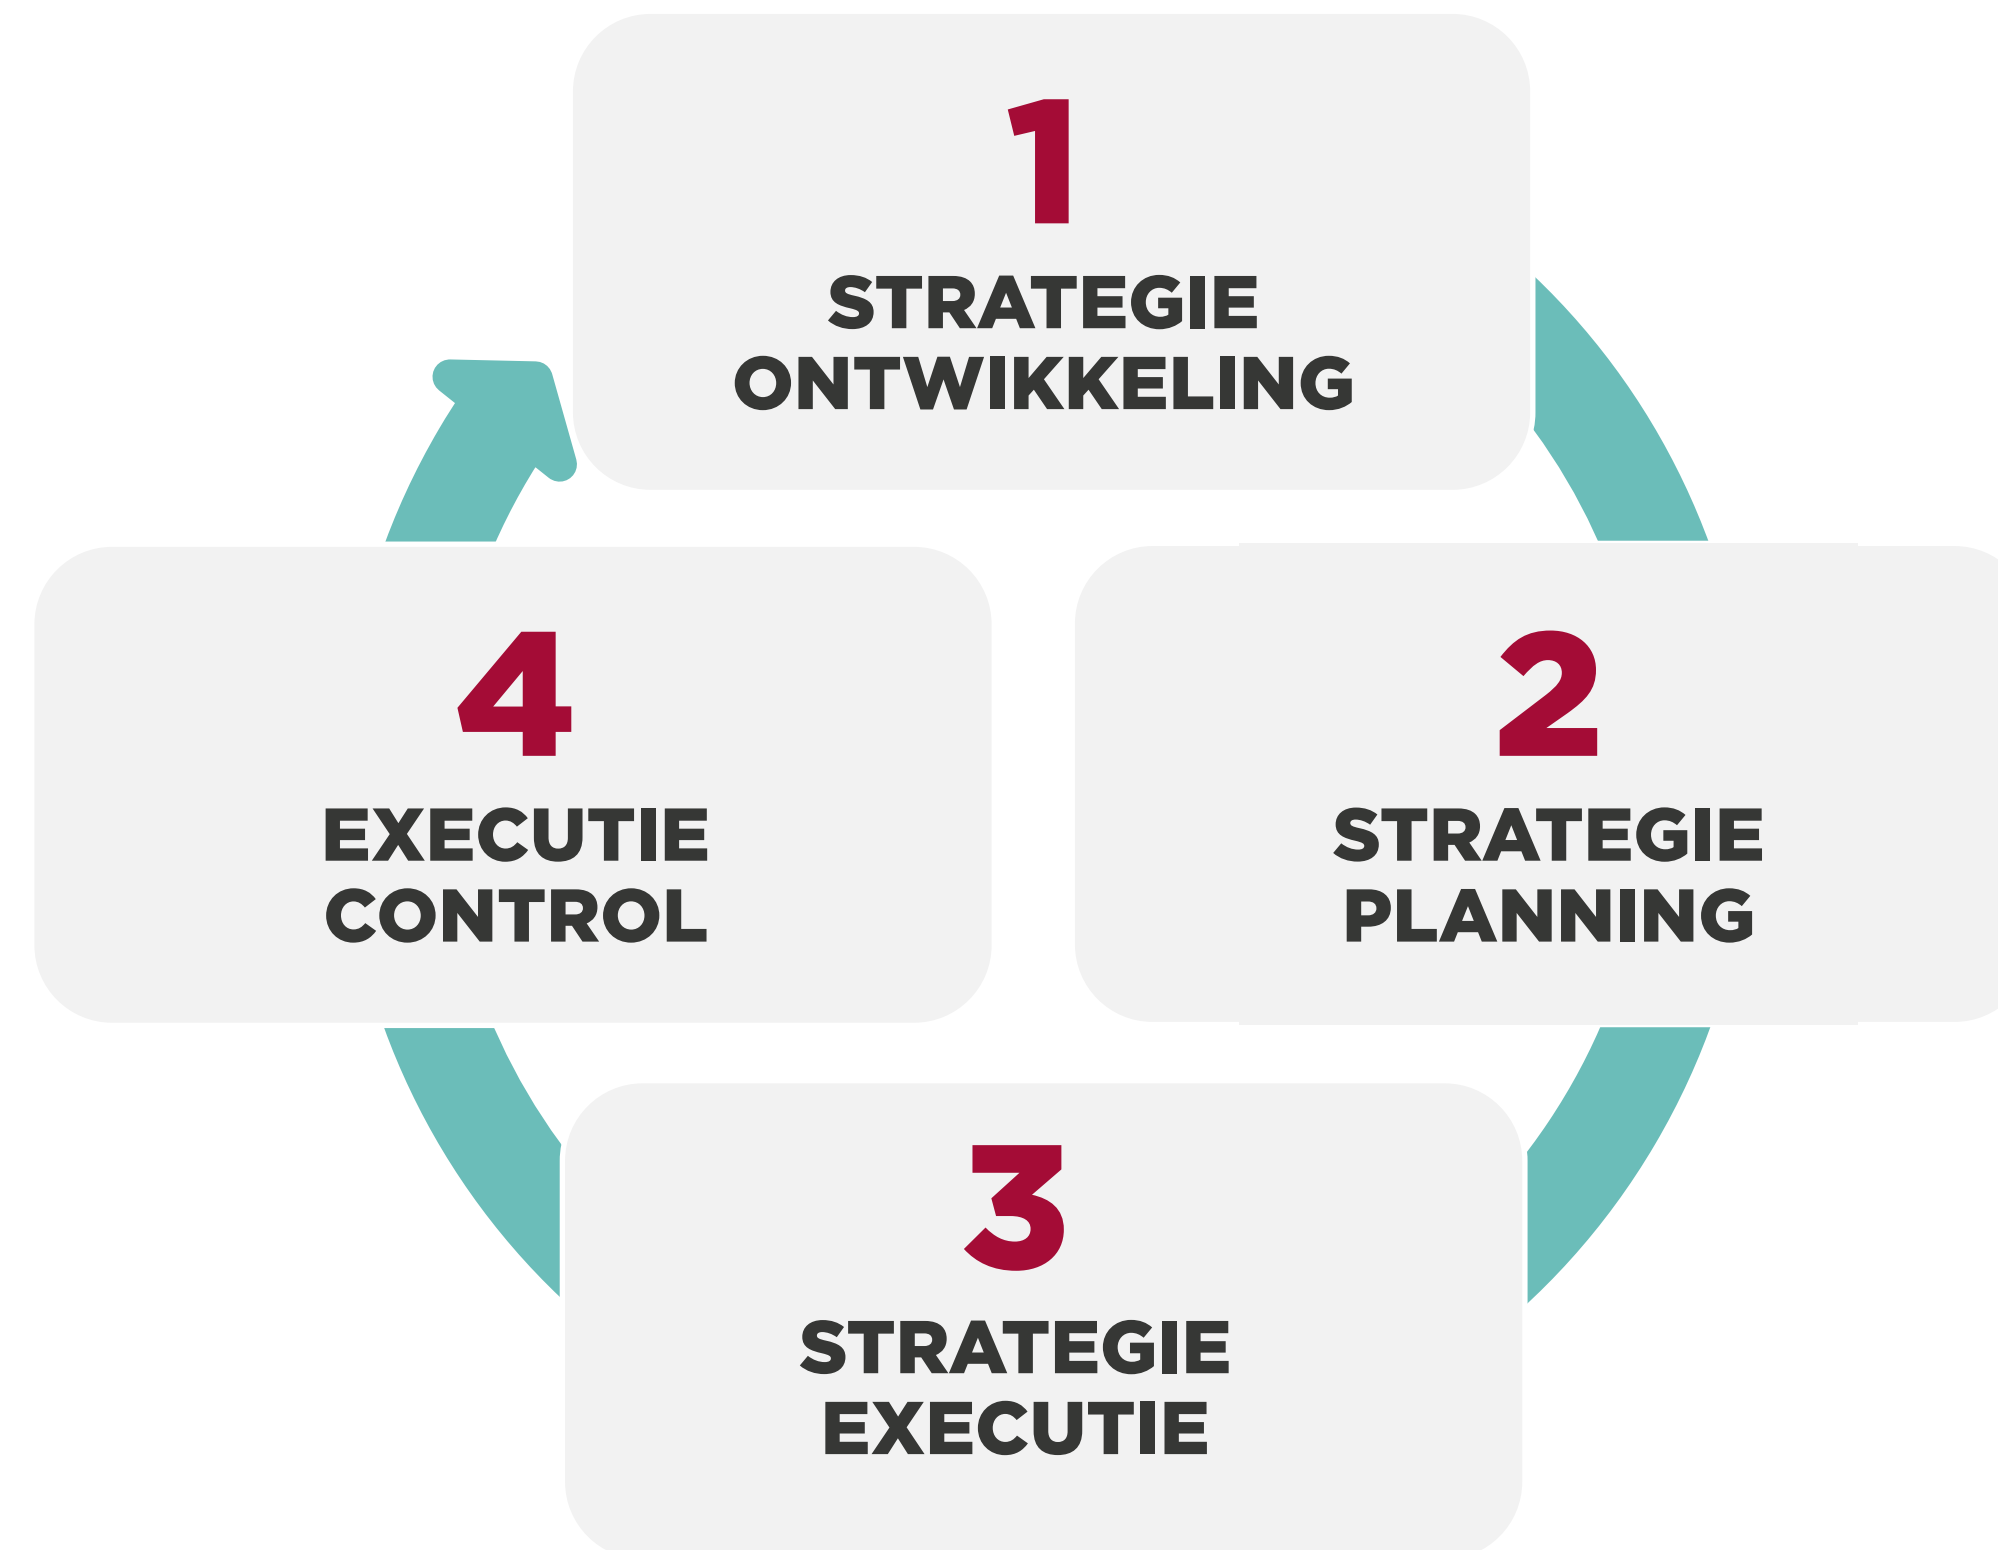 1
STRATEGIE
ONTWIKKELING
2
STRATEGIE
PLANNING
3
STRATEGIE
EXECUTIE
4
EXECUTIE
CONTROL